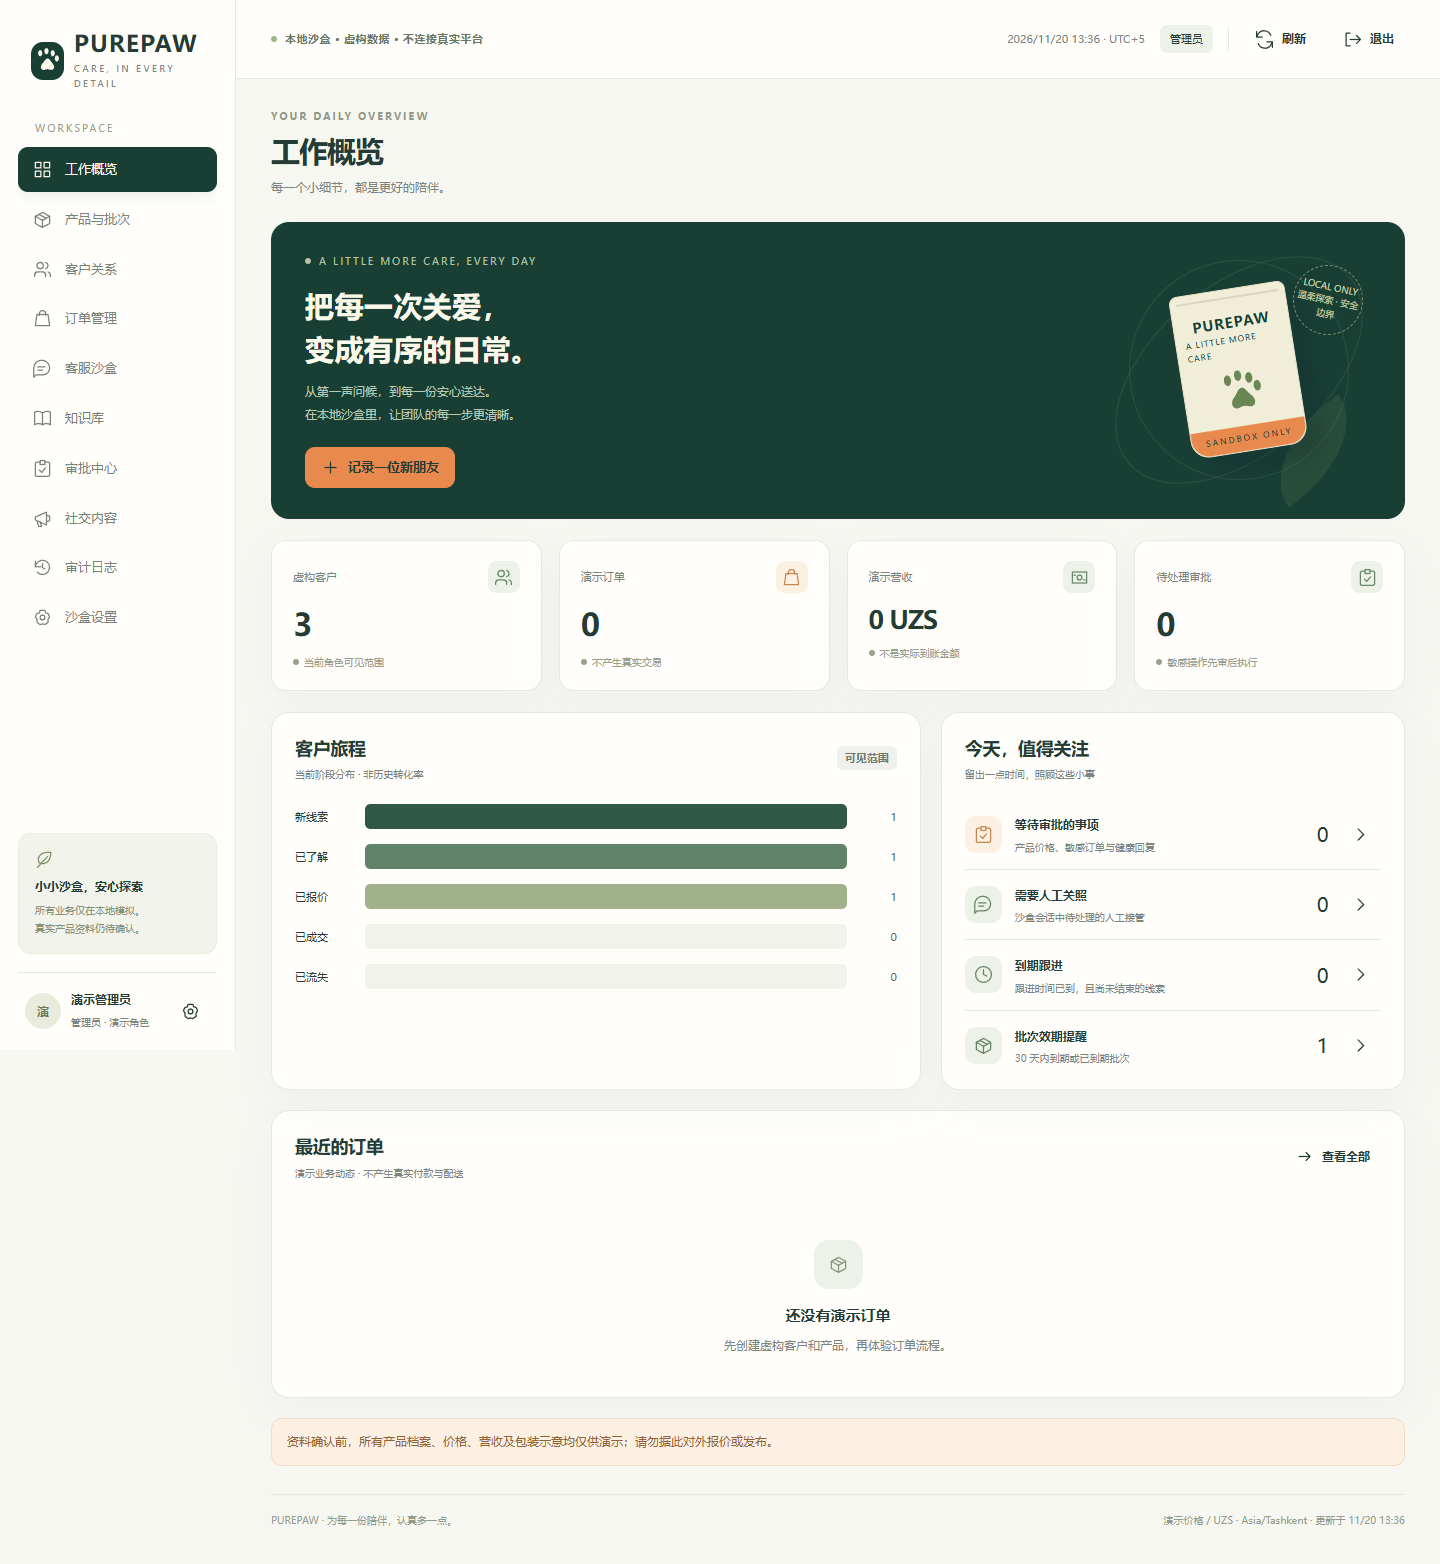 PUREPAW
CARE, IN EVERY
DETAIL
WORKSPACE
工作概览
产品与批次
客户关系
订单管理
客服沙盒
知识库
审批中心
社交内容
审计日志
沙盒设置
小小沙盒，安心探索
所有业务仅在本地模拟。
真实产品资料仍待确认。
演
演示管理员
管理员 · 演示角色
本地沙盒 • 虚构数据 • 不连接真实平台
2026/11/20 13:36 · UTC+5
管理员
刷新
退出
YOUR DAILY OVERVIEW
工作概览
每一个小细节，都是更好的陪伴。
A LITTLE MORE CARE, EVERY DAY
把每一次关爱，
变成有序的日常。
从第一声问候，到每一份安心送达。
在本地沙盒里，让团队的每一步更清晰。
记录一位新朋友
PUREPAW
A LITTLE MORE
CARE
SANDBOX ONLY
LOCAL ONLY
温柔探索 · 安全
边界
虚构客户
3
当前角色可见范围
演示订单
0
不产生真实交易
演示营收
0 UZS
不是实际到账金额
待处理审批
0
敏感操作先审后执行
客户旅程
当前阶段分布 · 非历史转化率
可见范围
新线索
1
已了解
1
已报价
1
已成交
0
已流失
0
今天，值得关注
留出一点时间，照顾这些小事
等待审批的事项
产品价格、敏感订单与健康回复
0
需要人工关照
沙盒会话中待处理的人工接管
0
到期跟进
跟进时间已到，且尚未结束的线索
0
批次效期提醒
30 天内到期或已到期批次
1
最近的订单
演示业务动态 · 不产生真实付款与配送
查看全部
还没有演示订单
先创建虚构客户和产品，再体验订单流程。
资料确认前，所有产品档案、价格、营收及包装示意均仅供演示；请勿据此对外报价或发布。
PUREPAW · 为每一份陪伴，认真多一点。
演示价格 / UZS · Asia/Tashkent · 更新于 11/20 13:36